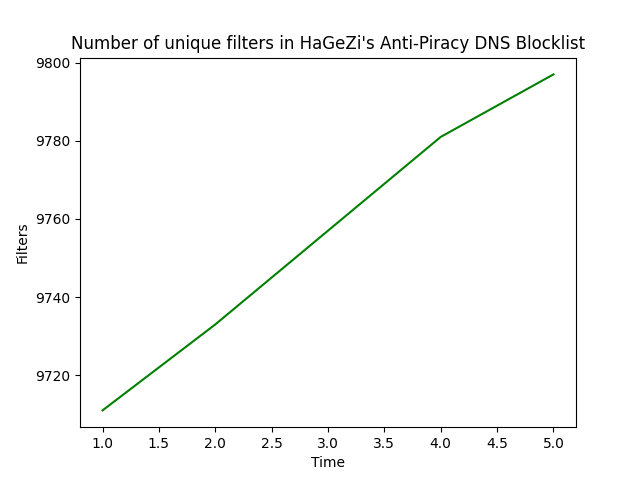 Number of unique filters in HaGeZi's Anti-Piracy DNS Blocklist
9800
9780
9760
9740
9720
Filters
1.0 1.5 2.0 2.5 3.0 3.5 4.0 4.5 5.0
Time